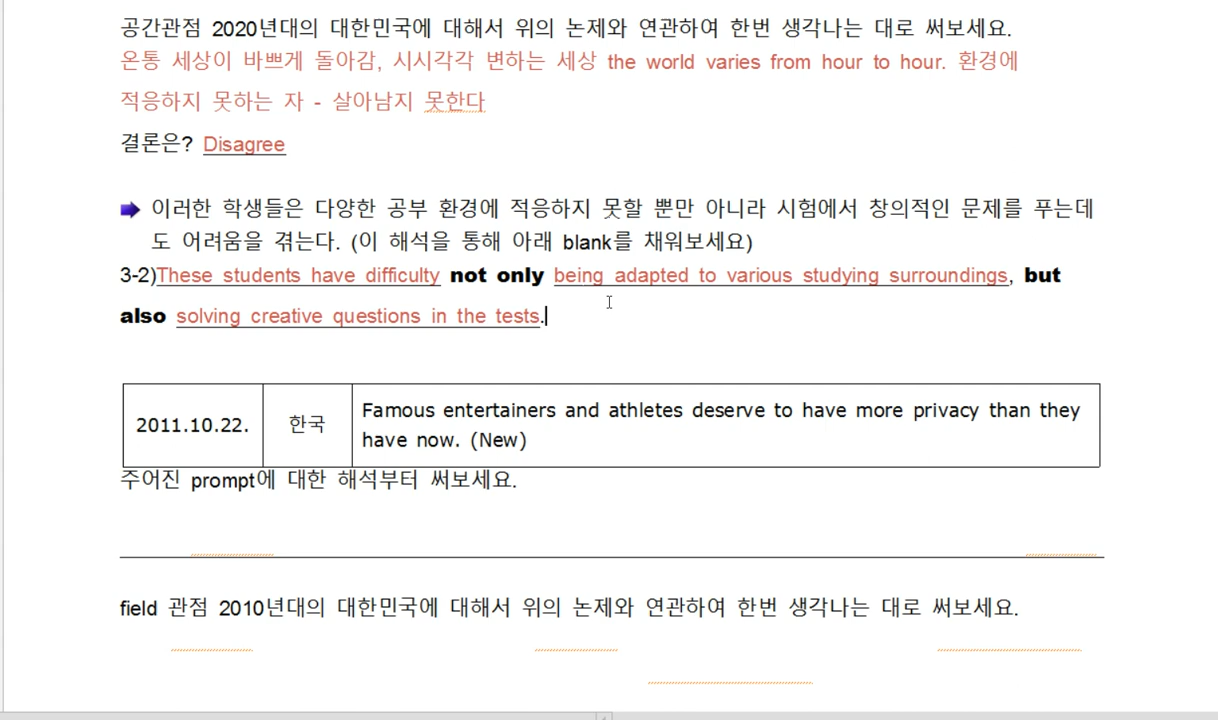 공간관점 2020년대의 대한민국에 대해서 위의 논제와 연관하여 한번 생각나는 대로 써보세요.
온통 세상이 바쁘게 돌아감, 시시각각 변하는 세상 the world varies from hour to hour. 환경에
적응하지 못하는 자 - 살아남지 못한다
결론은? Disagree
이러한 학생들은 다양한 공부 환경에 적응하지 못할 뿐만 아니라 시험에서 창의적인 문제를 푸는데
도 어려움을 겪는다. (이 해석을 통해 아래 blank를 채워보세요)
3-2)These students have difficulty not only being adapted to various studying surroundings, but
also solving creative questions in the tests.
2011.10.22. 한국 Famous entertainers and athletes deserve to have more privacy than they
have now. (New)
주어진 prompt에 대한 해석부터 써보세요.
field 관점 2010년대의 대한민국에 대해서 위의 논제와 연관하여 한번 생각나는 대로 써보세요.